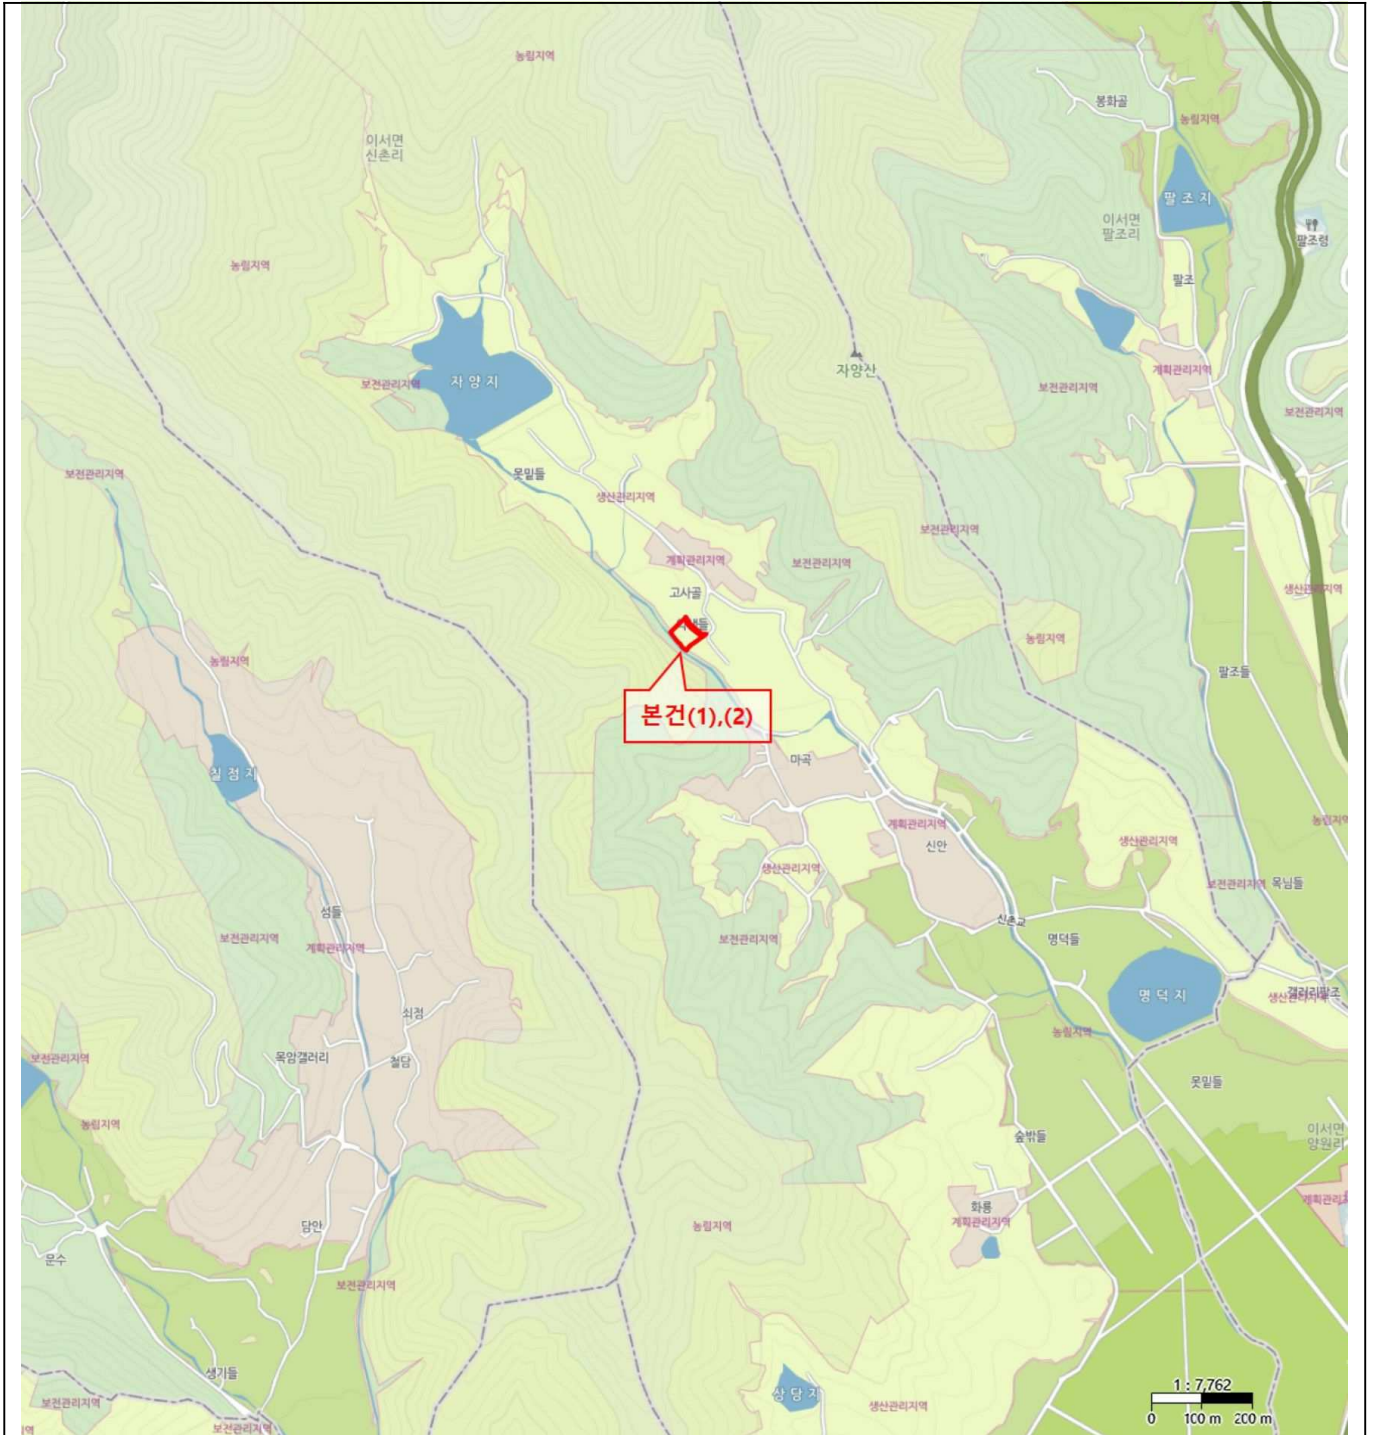 농림지역
봉화골
농림지역
이서면
신촌리
팔조지
이서면
팔조리
팔조령
농림지역
팔조
자양산
계획관리지역
자양지
보전관리지역
보전관리지역
보전관리지역
못밑들
보전관리지역
생산관리지역
보전관리지역
계획관리지역
보전관리지역
고사골
생산관리지역
농림지역
농림지역
팔조들
본건(1),(2)
마곡
칠점지
계획관리지역
신안
생산관리지역
농림지역
생산관리지역
보전관리지역
목님들
섬들
신촌교
보전관리지역
계획관리지역
보전관리지역
명덕들
명덕지
갤러리팔조
쇠점
농림지역
보전관리지역
목암갤러리
철담
못밑들
농림지역
숲밖들
이서면
양원리
화룡
계획관리지역
계획관리지
담안
농림지역
문수
보전관리지역
생기들
상당지
1 : 7,762
보전관리지역
생산관리지역
0 100 m 200 m
보전관리지역